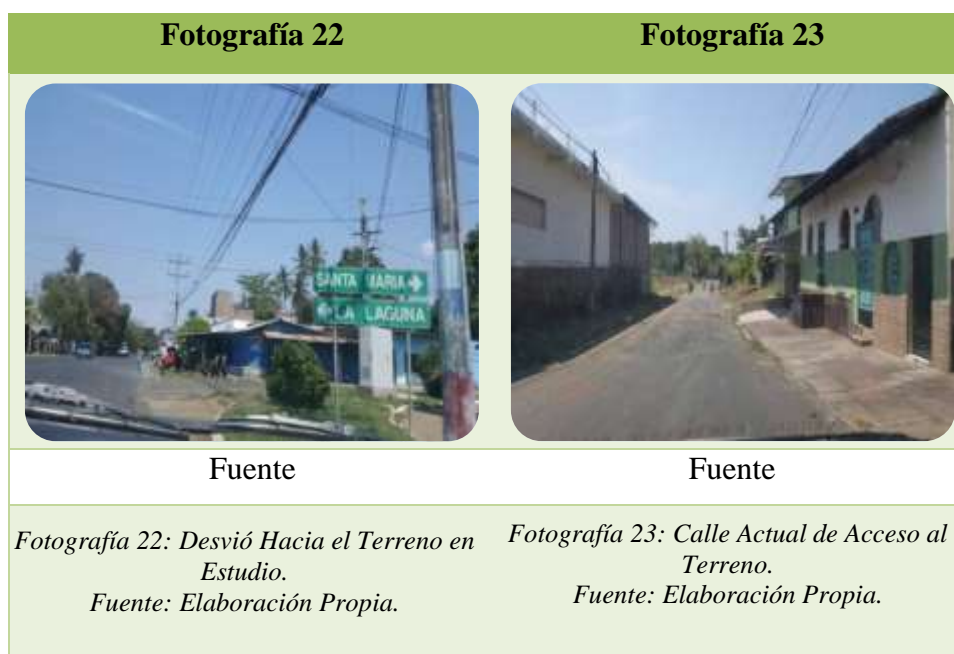 Fotografía 22
Fotografía 23
SANTA MARIA
LA LAGUNA
Fuente
Fuente
Fotografía 22: Desvió Hacia el Terreno en
Estudio.
Fuente: Elaboración Propia.
Fotografía 23: Calle Actual de Acceso al
Terreno.
Fuente: Elaboración Propia.